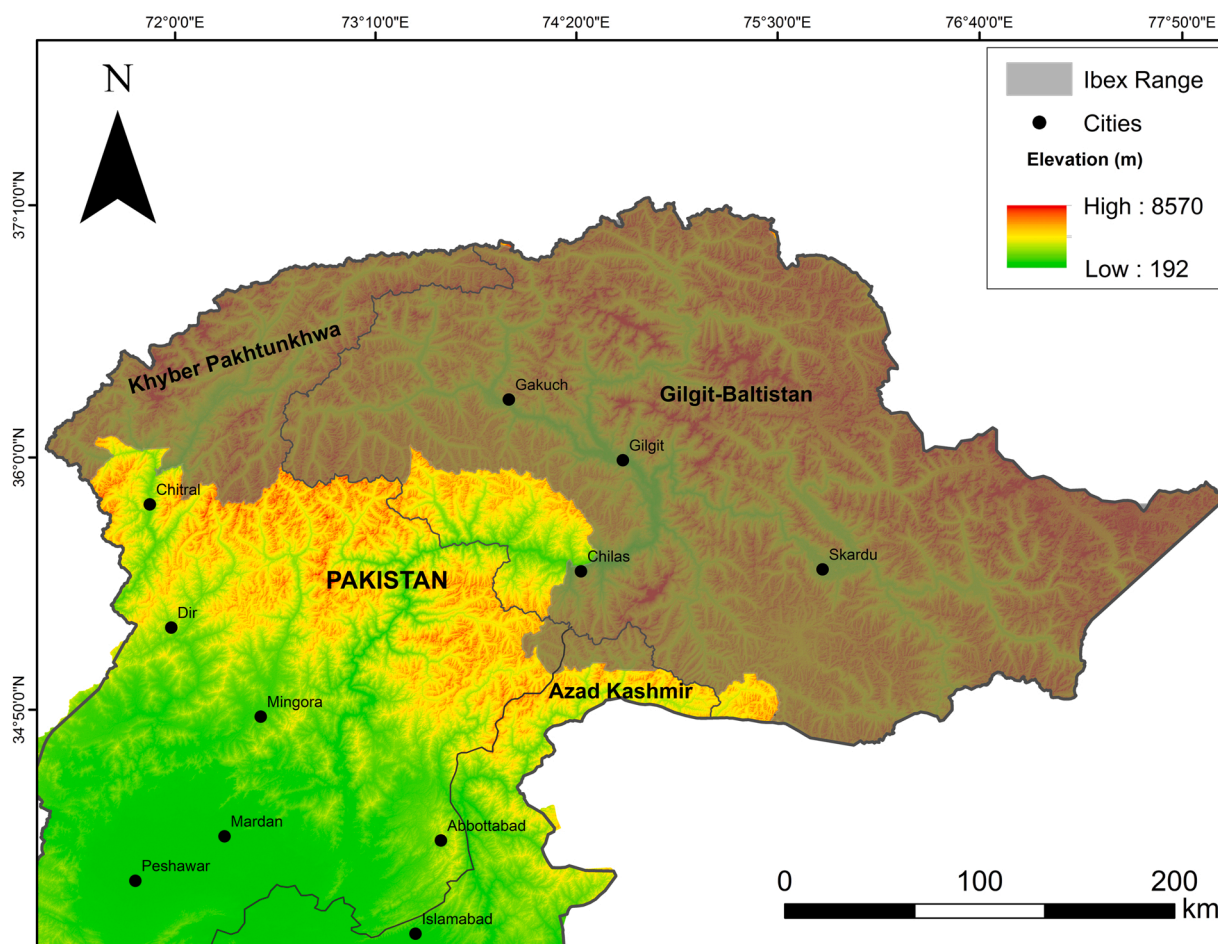 72°0'0"E
73°10'0"E
74°20'0"E
75°30'0"E
76°40'0"E
77°50'0"E
N
Ibex Range
Cities
Elevation (m)
High : 8570
Low : 192
37°10'0"N
36°0'0"N
34°50'0"N
Khyber Pakhtunkhwa
Gakuch
Gilgit-Baltistan
Gilgit
Chitral
Chilas
Skardu
PAKISTAN
Dir
Azad Kashmir
Mingora
Mardan
Abbottabad
Peshawar
Islamabad
0
100
200
km